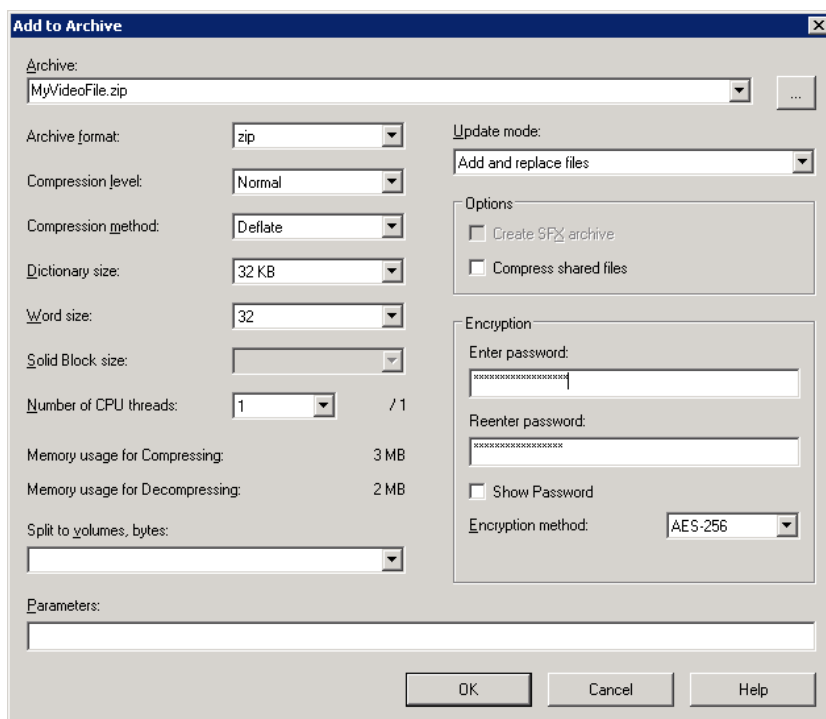 Add to Archive
Archive:
MyVideoFile.zip
...
Archive format:
zip
Compression level:
Normal
Compression method:
Deflate
Dictionary size:
32 KB
Word size:
32
Solid Block size:
Number of CPU threads:
1
/ 1
Memory usage for Compressing:
3 MB
Memory usage for Decompressing:
2 MB
Split to volumes, bytes:
Update mode:
Add and replace files
Options
Create SFX archive
Compress shared files
Encryption
Enter password:
*****************
Reenter password:
****************
Show Password
Encryption method:
AES-256
Parameters:
OK
Cancel
Help